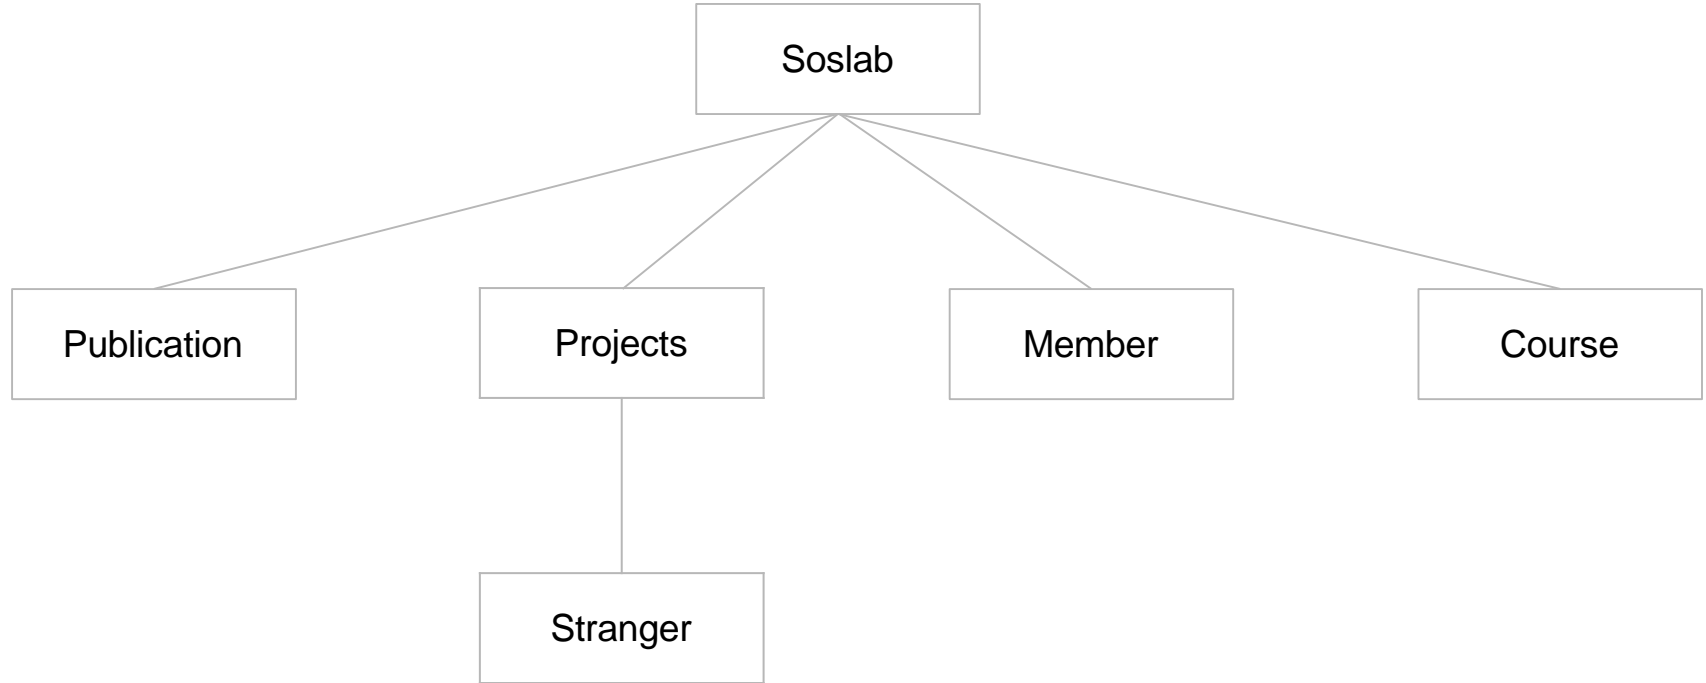 Soslab
Publication
Projects
Member
Course
Stranger